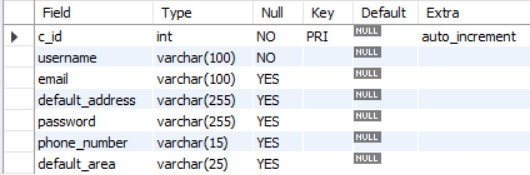 Field Type Null Key Default Extra
c_id int NO PRI NULL auto_increment
username varchar(100) NO NULL
email varchar(100) YES NULL
default_address varchar(255) YES NULL
password varchar(255) YES NULL
phone_number varchar(15) YES NULL
default_area varchar(25) YES NULL